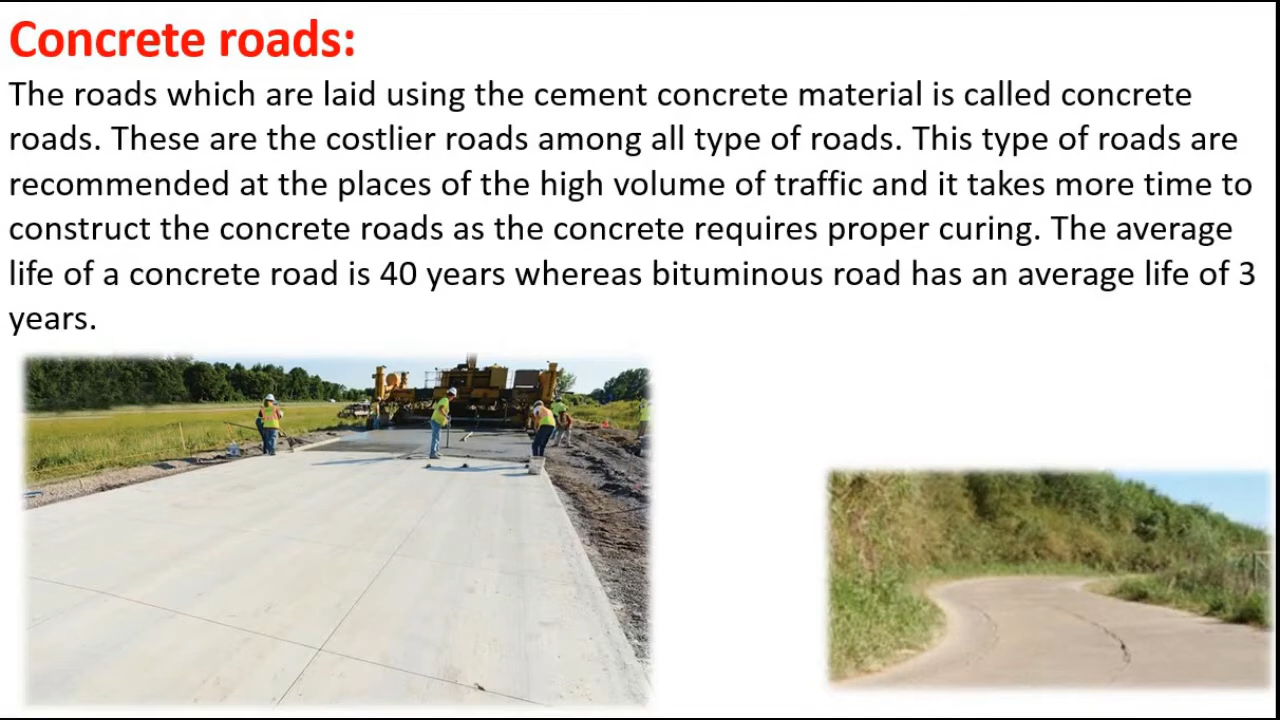 Concrete roads:
The roads which are laid using the cement concrete material is called concrete
roads. These are the costlier roads among all type of roads. This type of roads are
recommended at the places of the high volume of traffic and it takes more time to
construct the concrete roads as the concrete requires proper curing. The average
life of a concrete road is 40 years whereas bituminous road has an average life of 3
years.